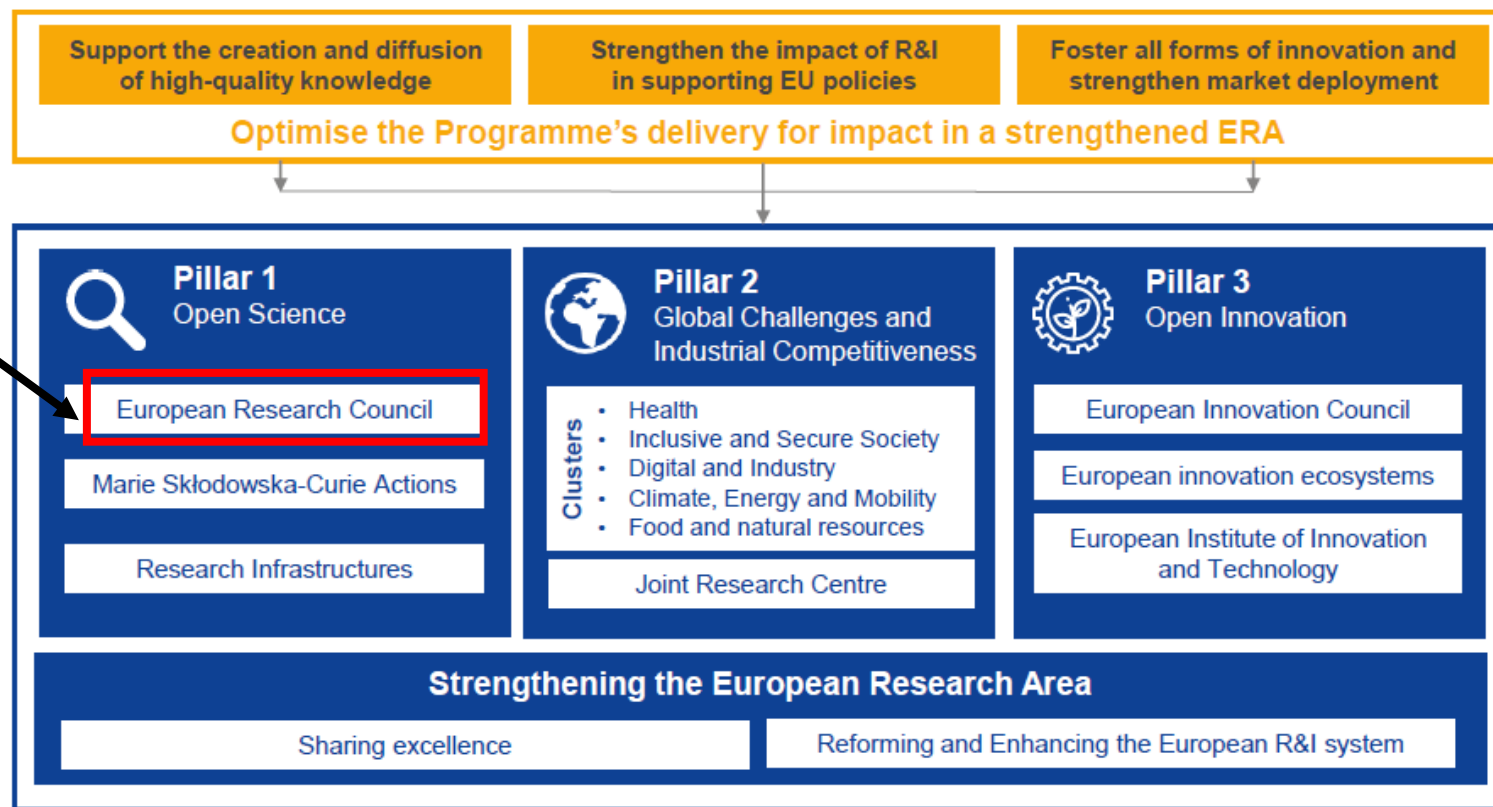 Support the creation and diffusion
of high-quality knowledge
Strengthen the impact of R&I
in supporting EU policies
Foster all forms of innovation and
strengthen market deployment
Optimise the Programme's delivery for impact in a strengthened ERA
Pillar 1
Open Science
European Research Council
Marie Skłodowska-Curie Actions
Research Infrastructures
Pillar 2
Global Challenges and
Industrial Competitiveness
Clusters
• Health
• Inclusive and Secure Society
• Digital and Industry
• Climate, Energy and Mobility
• Food and natural resources
Joint Research Centre
Pillar 3
Open Innovation
European Innovation Council
European innovation ecosystems
European Institute of Innovation
and Technology
Strengthening the European Research Area
Sharing excellence
Reforming and Enhancing the European R&I system